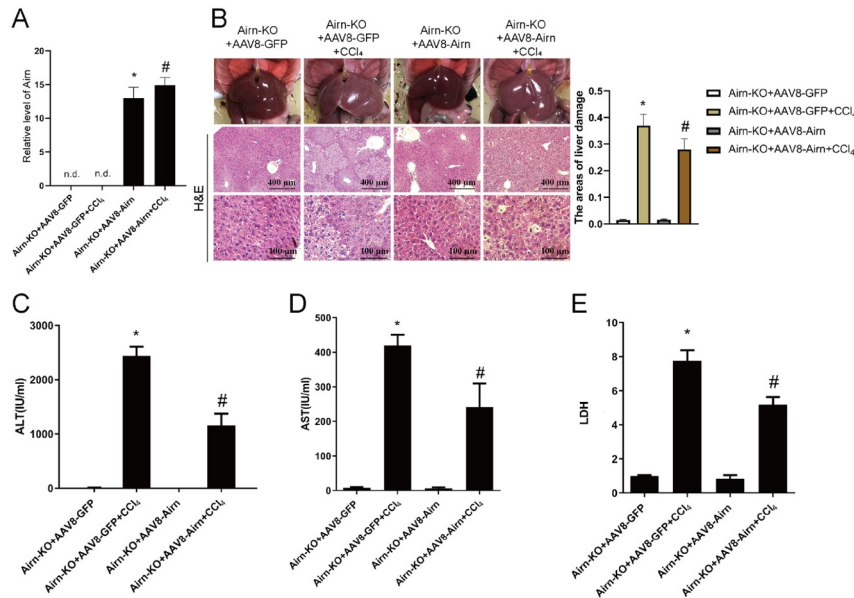 A
Relative level of Airn
20
15
10
5
0
n.d.
n.d.
*
#
Airn-KO+AAV8-GFP
Airn-KO+AAV8-GFP+CCl₄
Airn-KO+AAV8-Airn
Airn-KO+AAV8-Airn+CCl₄
B
Airn-KO
+AAV8-GFP
Airn-KO
+AAV8-GFP
+CCl₄
Airn-KO
+AAV8-Airn
Airn-KO
+AAV8-Airn
+CCl₄
H&E
400 μm
400 μm
400 μm
400 μm
100 μm
100 μm
100 μm
100 μm
The areas of liver damage
0.5
0.4
0.3
0.2
0.1
0.0
*
#
Airn-KO+AAV8-GFP
Airn-KO+AAV8-GFP+CCl
Airn-KO+AAV8-Airn
Airn-KO+AAV8-Airn+CCl₄
C
ALT(IU/ml)
3000
2000
1000
0
*
#
Airn-KO+AAV8-GFP
Airn-KO+AAV8-GFP+CCl₄
Airn-KO+AAV8-Airn
Airn-KO+AAV8-Airn+CCl₄
D
AST(IU/ml)
500
400
300
200
100
0
*
#
Airn-KO+AAV8-GFP
Airn-KO+AAV8-GFP+CCl₄
Airn-KO+AAV8-Airn
Airn-KO+AAV8-Airn+CCl₄
E
LDH
10
8
6
4
2
0
*
#
Airn-KO+AAV8-GFP
Airn-KO+AAV8-GFP+CCl₄
Airn-KO+AAV8-Airn
Airn-KO+AAV8-Airn+CCl₄